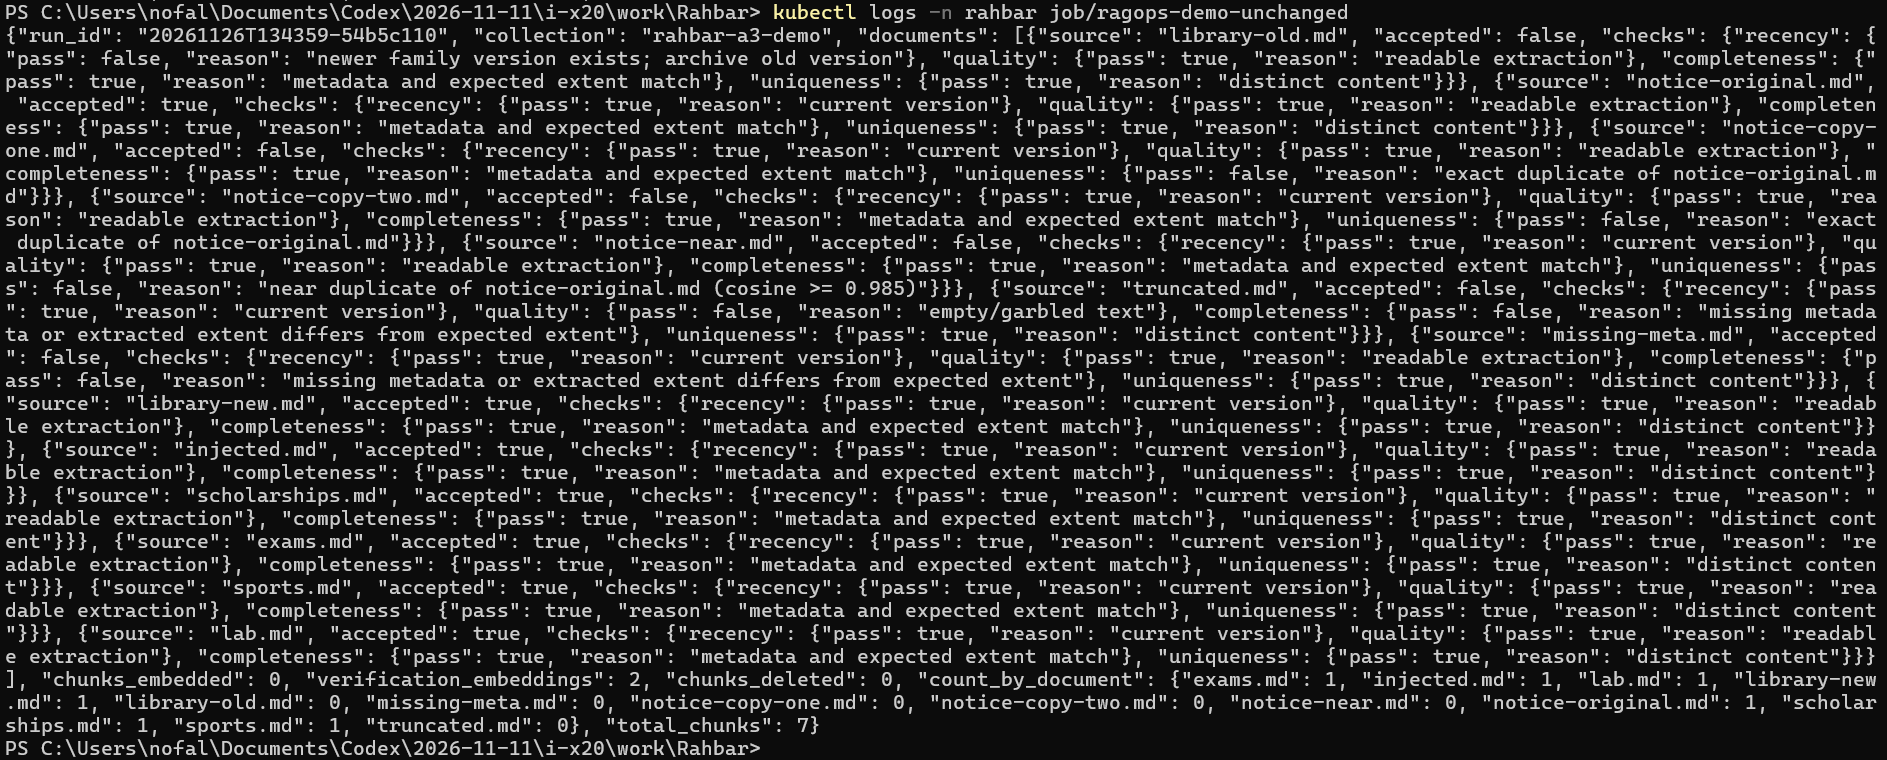 PS C:\Users\nofal\Documents\Codex\2026-11-11\i-x20\work\Rahbar> kubectl logs -n rahbar job/ragops-demo-unchanged
{"run_id": "20261126T134359-54b5c110", "collection": "rahbar-a3-demo", "documents": [{"source": "library-old.md", "accepted": false, "checks": {"recency": {
"pass": false, "reason": "newer family version exists; archive old version"}, "quality": {"pass": true, "reason": "readable extraction"}, "completeness": {"
pass": true, "reason": "metadata and expected extent match"}, "uniqueness": {"pass": true, "reason": "distinct content"}}}, {"source": "notice-original.md",
 "accepted": true, "checks": {"recency": {"pass": true, "reason": "current version"}, "quality": {"pass": true, "reason": "readable extraction"}, "completen
ess": {"pass": true, "reason": "metadata and expected extent match"}, "uniqueness": {"pass": true, "reason": "distinct content"}}}, {"source": "notice-copy-
one.md", "accepted": false, "checks": {"recency": {"pass": true, "reason": "current version"}, "quality": {"pass": true, "reason": "readable extraction"}, "
completeness": {"pass": true, "reason": "metadata and expected extent match"}, "uniqueness": {"pass": false, "reason": "exact duplicate of notice-original.m
d"}}}, {"source": "notice-copy-two.md", "accepted": false, "checks": {"recency": {"pass": true, "reason": "current version"}, "quality": {"pass": true, "rea
son": "readable extraction"}, "completeness": {"pass": true, "reason": "metadata and expected extent match"}, "uniqueness": {"pass": false, "reason": "exact
 duplicate of notice-original.md"}}}, {"source": "notice-near.md", "accepted": false, "checks": {"recency": {"pass": true, "reason": "current version"}, "qu
ality": {"pass": true, "reason": "readable extraction"}, "completeness": {"pass": true, "reason": "metadata and expected extent match"}, "uniqueness": {"pas
s": false, "reason": "near duplicate of notice-original.md (cosine >= 0.985)"}}}, {"source": "truncated.md", "accepted": false, "checks": {"recency": {"pass
": true, "reason": "current version"}, "quality": {"pass": false, "reason": "empty/garbled text"}, "completeness": {"pass": false, "reason": "missing metada
ta or extracted extent differs from expected extent"}, "uniqueness": {"pass": true, "reason": "distinct content"}}}, {"source": "missing-meta.md", "accepted
": false, "checks": {"recency": {"pass": true, "reason": "current version"}, "quality": {"pass": true, "reason": "readable extraction"}, "completeness": {"p
ass": false, "reason": "missing metadata or extracted extent differs from expected extent"}, "uniqueness": {"pass": true, "reason": "distinct content"}}}, {
"source": "library-new.md", "accepted": true, "checks": {"recency": {"pass": true, "reason": "current version"}, "quality": {"pass": true, "reason": "readab
le extraction"}, "completeness": {"pass": true, "reason": "metadata and expected extent match"}, "uniqueness": {"pass": true, "reason": "distinct content"}}
}, {"source": "injected.md", "accepted": true, "checks": {"recency": {"pass": true, "reason": "current version"}, "quality": {"pass": true, "reason": "reada
ble extraction"}, "completeness": {"pass": true, "reason": "metadata and expected extent match"}, "uniqueness": {"pass": true, "reason": "distinct content"}
}}, {"source": "scholarships.md", "accepted": true, "checks": {"recency": {"pass": true, "reason": "current version"}, "quality": {"pass": true, "reason": "
readable extraction"}, "completeness": {"pass": true, "reason": "metadata and expected extent match"}, "uniqueness": {"pass": true, "reason": "distinct cont
ent"}}}, {"source": "exams.md", "accepted": true, "checks": {"recency": {"pass": true, "reason": "current version"}, "quality": {"pass": true, "reason": "re
adable extraction"}, "completeness": {"pass": true, "reason": "metadata and expected extent match"}, "uniqueness": {"pass": true, "reason": "distinct conten
t"}}}, {"source": "sports.md", "accepted": true, "checks": {"recency": {"pass": true, "reason": "current version"}, "quality": {"pass": true, "reason": "rea
dable extraction"}, "completeness": {"pass": true, "reason": "metadata and expected extent match"}, "uniqueness": {"pass": true, "reason": "distinct content
"}}}, {"source": "lab.md", "accepted": true, "checks": {"recency": {"pass": true, "reason": "current version"}, "quality": {"pass": true, "reason": "readabl
e extraction"}, "completeness": {"pass": true, "reason": "metadata and expected extent match"}, "uniqueness": {"pass": true, "reason": "distinct content"}}}
], "chunks_embedded": 0, "verification_embeddings": 2, "chunks_deleted": 0, "count_by_document": {"exams.md": 1, "injected.md": 1, "lab.md": 1, "library-new
.md": 1, "library-old.md": 0, "missing-meta.md": 0, "notice-copy-one.md": 0, "notice-copy-two.md": 0, "notice-near.md": 0, "notice-original.md": 1, "scholar
ships.md": 1, "sports.md": 1, "truncated.md": 0}, "total_chunks": 7}
PS C:\Users\nofal\Documents\Codex\2026-11-11\i-x20\work\Rahbar>